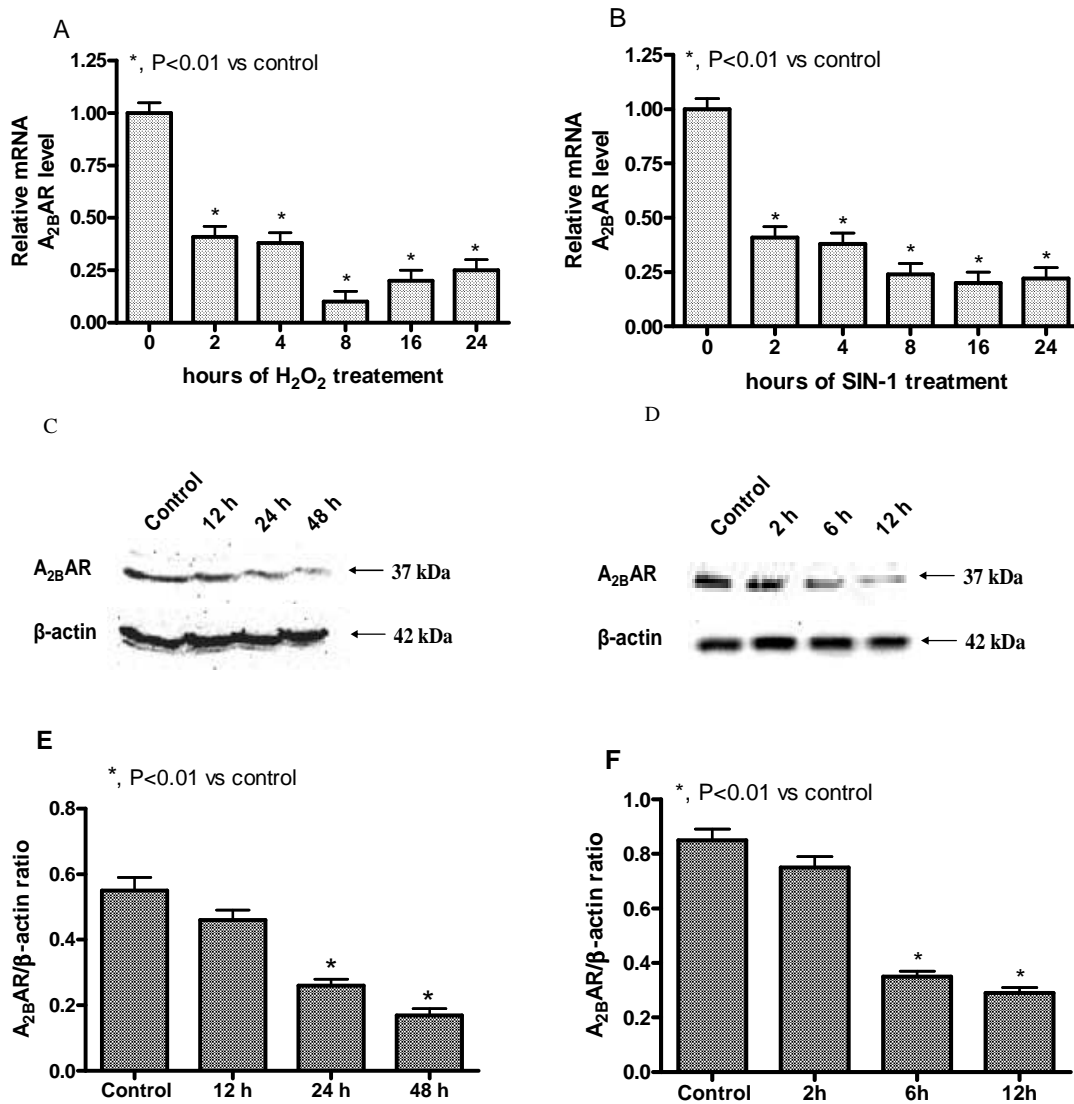 A
*, P<0.01 vs control
Relative mRNA
A2BAR level
1.25
1.00
0.75
0.50
0.25
0.00
* * * * *
0 2 4 8 16 24
hours of H2O2 treatement
B
*, P<0.01 vs control
Relative mRNA
A2BAR level
1.25
1.00
0.75
0.50
0.25
0.00
* * * * *
0 2 4 8 16 24
hours of SIN-1 treatment
C
Control 12 h 24 h 48 h
A2BAR 37 kDa
β-actin 42 kDa
D
Control 2 h 6 h 12 h
A2BAR 37 kDa
β-actin 42 kDa
E
*, P<0.01 vs control
A2BAR/β-actin ratio
0.8
0.6
0.4
0.2
0.0
* *
Control 12 h 24 h 48 h
F
*, P<0.01 vs control
A2BAR/β-actin ratio
1.0
0.8
0.6
0.4
0.2
0.0
* *
Control 2h 6h 12h